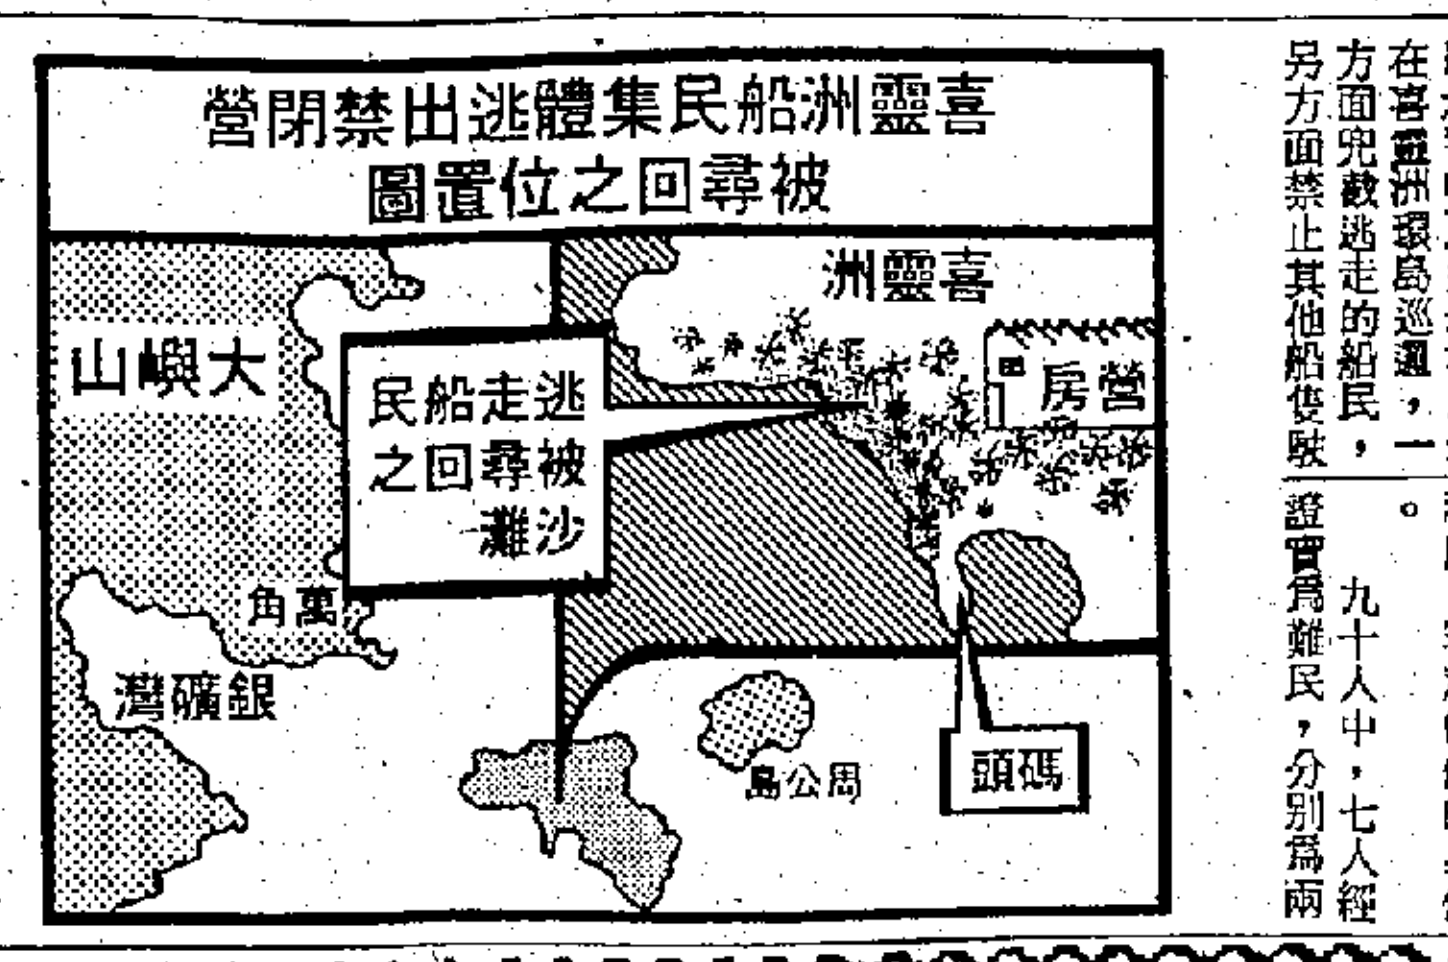 喜靈洲船民集體逃出禁閉營
被尋回之位置圖
喜靈洲
大嶼山
營房
逃走船民
被尋回之
沙灘
萬角
銀礦灣
周公島
碼頭
在喜靈洲環島巡邏，一
方面兜截逃走的船民，
另方面禁止其他船隻駛
。
九十人中，七人經
證實爲難民，分別爲兩